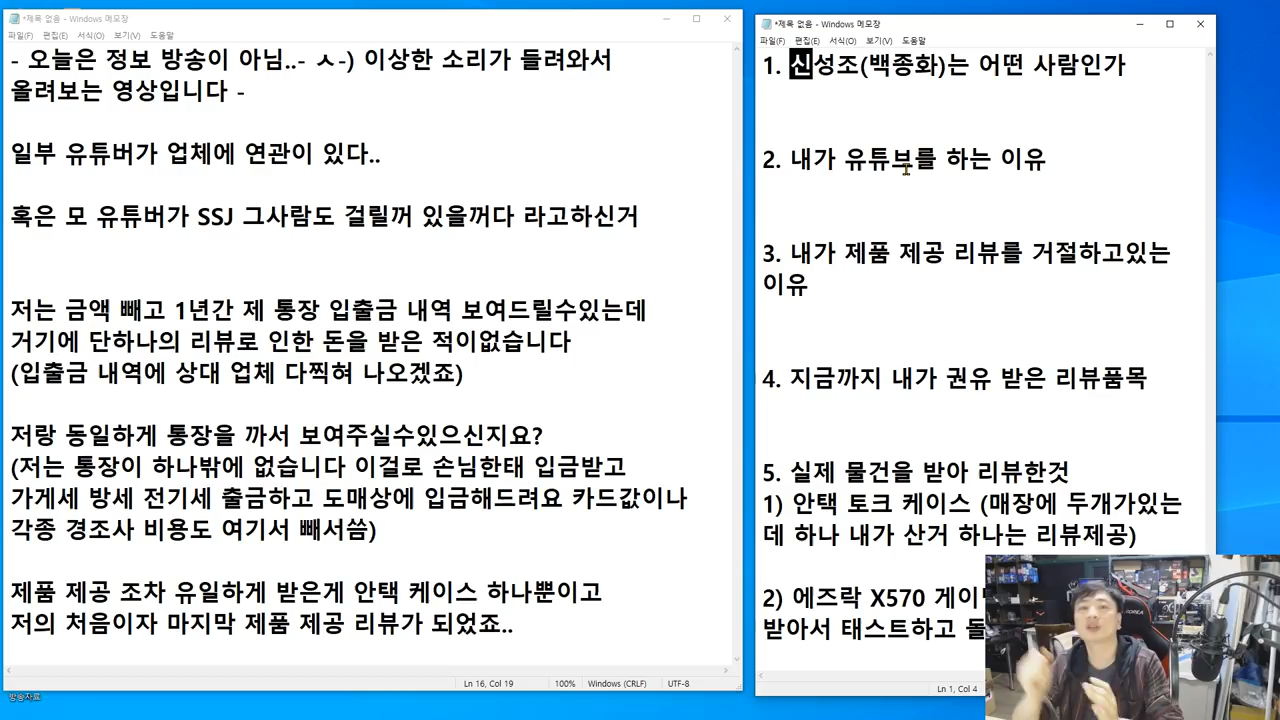 *제목 없음 - Windows 메모장
파일(F) 편집(E) 서식(O) 보기(V) 도움말
- 오늘은 정보 방송이 아님..- ㅅ-) 이상한 소리가 들려와서
올려보는 영상입니다 -
일부 유튜버가 업체에 연관이 있다..
혹은 모 유튜버가 SSJ 그사람도 걸릴꺼 있을꺼다 라고하신거
저는 금액 빼고 1년간 제 통장 입출금 내역 보여드릴수있는데
거기에 단하나의 리뷰로 인한 돈을 받은 적이없습니다
(입출금 내역에 상대 업체 다찍혀 나오겠죠)
저랑 동일하게 통장을 까서 보여주실수있으신지요?
(저는 통장이 하나밖에 없습니다 이걸로 손님한태 입금받고
가게세 방세 전기세 출금하고 도매상에 입금해드려요 카드값이나
각종 경조사 비용도 여기서 빼서씀)
제품 제공 조차 유일하게 받은게 안택 케이스 하나뿐이고
저의 처음이자 마지막 제품 제공 리뷰가 되었죠..
Ln 16, Col 19 100% Windows (CRLF) UTF-8
방송자료
*제목 없음 - Windows 메모장
파일(F) 편집(E) 서식(O) 보기(V) 도움말
1. 신성조(백종화)는 어떤 사람인가
2. 내가 유튜브를 하는 이유
3. 내가 제품 제공 리뷰를 거절하고있는
이유
4. 지금까지 내가 권유 받은 리뷰품목
5. 실제 물건을 받아 리뷰한것
1) 안택 토크 케이스 (매장에 두개가있는
데 하나 내가 산거 하나는 리뷰제공)
2) 에즈락 X570 게이
받아서 태스트하고 돌
Ln 1, Col 4